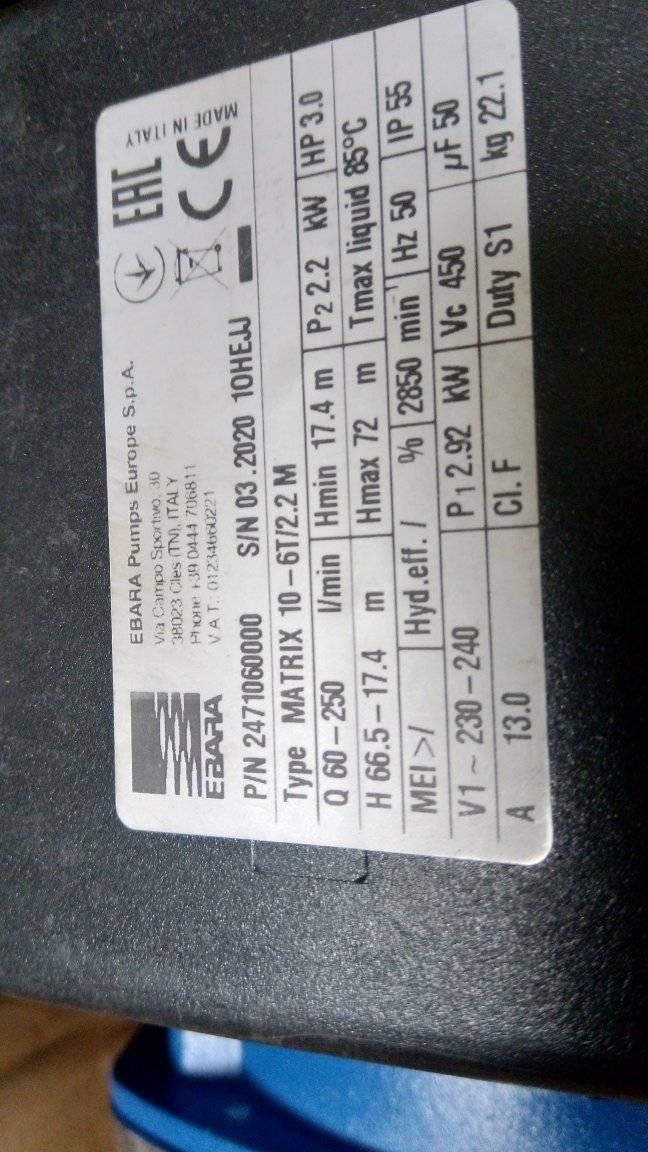 EBARA
EBARA Pumps Europe S.p.A.
Via Campo Sportivo, 30
38023 Cles (TN), ITALY
Phone +39 0444 706811
V.A.T. 01234660221
EAC
CE
MADE IN ITALY
P/N 2471060000 S/N 03.2020 10HEJJ
Type MATRIX 10-6T/2.2 M
Q 60-250 l/min Hmin 17.4 m P2 2.2 kW HP 3.0
H 66.5-17.4 m Hmax 72 m Tmax liquid 85°C
MEI >/ Hyd.eff. / % 2850 min⁻¹ Hz 50 IP 55
V1~ 230-240 P1 2.92 kW Vc 450 µF 50
A 13.0 Cl. F Duty S1 kg 22.1